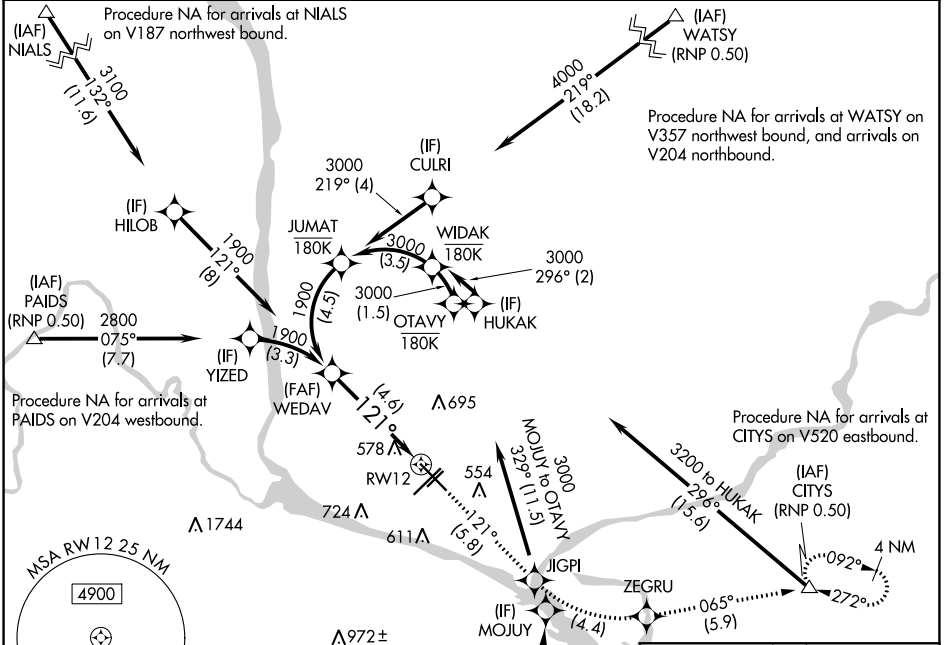 Procedure NA for arrivals at NIALS
on V187 northwest bound.
(IAF)
NIALS
3100
132°
(11.6)
(IAF)
WATSY
(RNP 0.50)
4000
219°
(18.2)
Procedure NA for arrivals at WATSY on
V357 northwest bound, and arrivals on
V204 northbound.
(IF)
CULRI
3000
219° (4)
(IF)
HILOB
1900
121°
(8)
JUMAT
180K
3000
(3.5)
WIDAK
180K
3000
296° (2)
1900
(4.5)
3000
(1.5)
OTAVY
180K
(IF)
HUKAK
(IAF)
PAIDS
(RNP 0.50)
2800
075°
(7.7)
(IF)
YIZED
1900
(3.3)
(FAF)
WEDAV
(4.6)
121°
Procedure NA for arrivals at
PAIDS on V204 westbound.
695
578
RW12
554
MOJUY to OTAVY
3000
329° (11.5)
Procedure NA for arrivals at
CITYS on V520 eastbound.
3200 to HUKAK
296°
(15.6)
(IAF)
CITYS
(RNP 0.50)
092°
4 NM
272°
1744
724
611
121°
(5.8)
JIGPI
(IF)
MOJUY
(4.4)
ZEGRU
065°
(5.9)
MSA RW12 25 NM
4900
972±